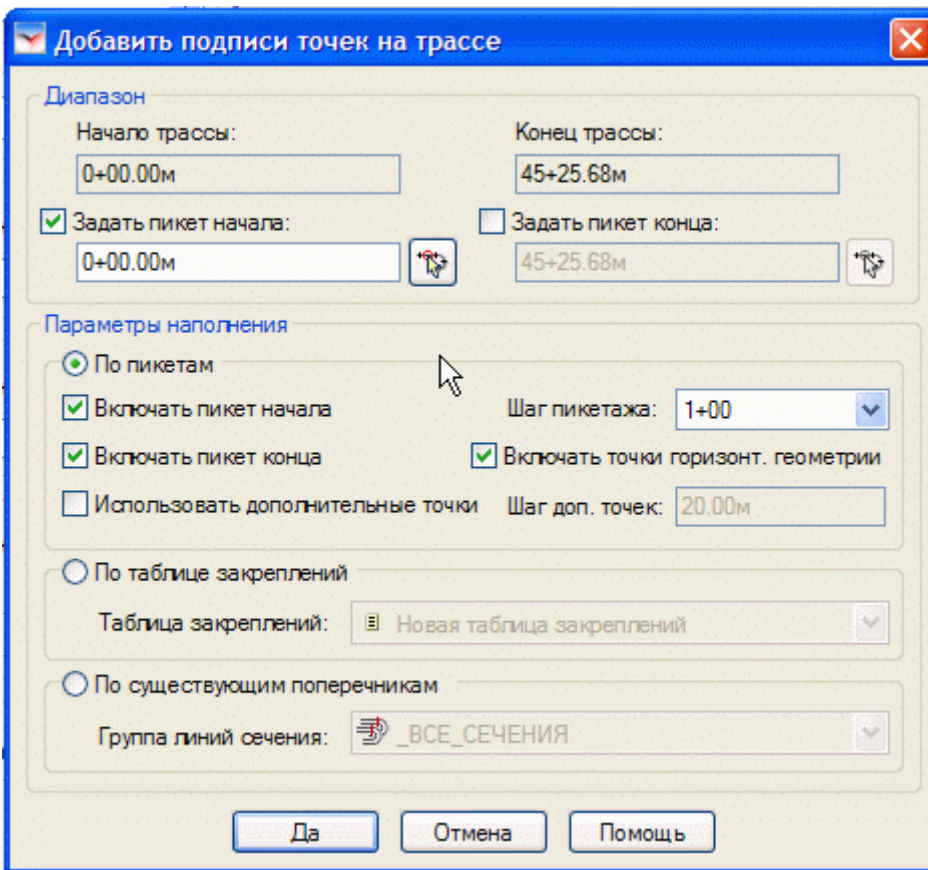 Добавить подписи точек на трассе
Диапазон
Начало трассы: Конец трассы:
0+00.00м 45+25.68м
Задать пикет начала: Задать пикет конца:
0+00.00м 45+25.68м
Параметры наполнения
По пикетам
Включать пикет начала Шаг пикетажа: 1+00
Включать пикет конца Включать точки горизонт. геометрии
Использовать дополнительные точки Шаг доп. точек: 20.00м
По таблице закреплений
Таблица закреплений: Новая таблица закреплений
По существующим поперечникам
Группа линий сечения: _ВСЕ_СЕЧЕНИЯ
Да Отмена Помощь